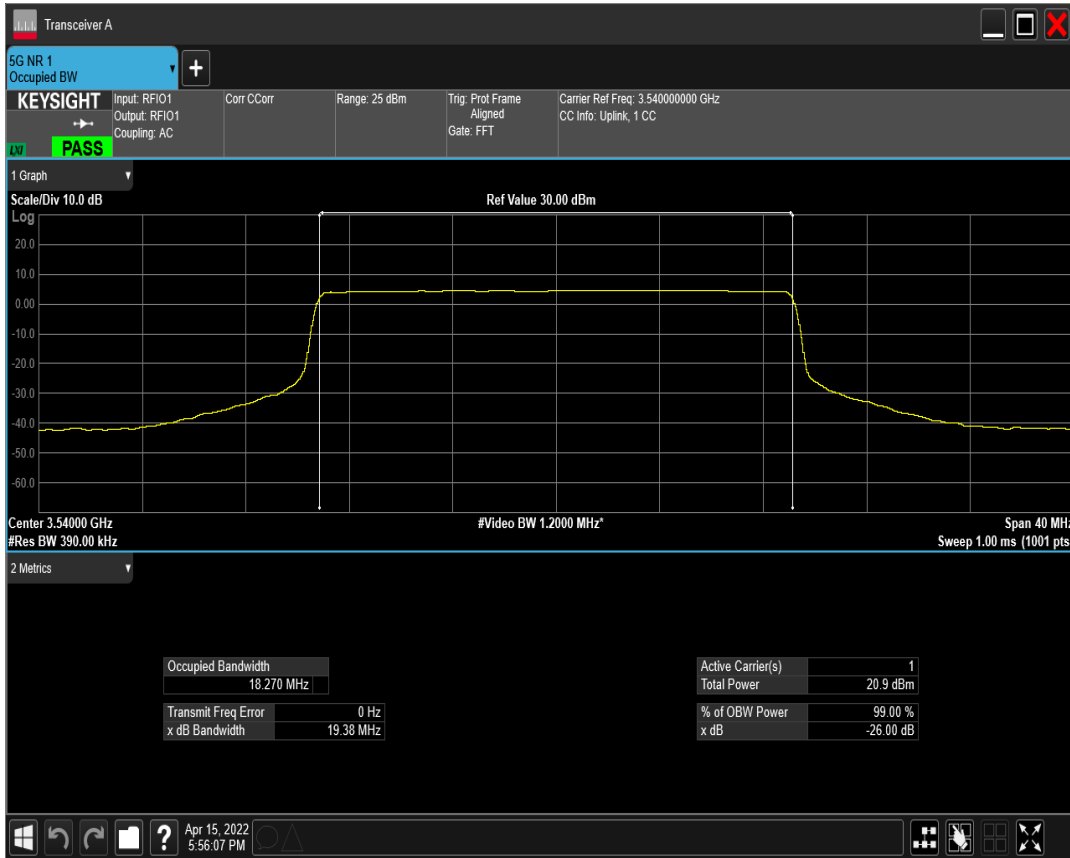 Transceiver A
5G NR 1
Occupied BW
KEYSIGHT
LXI
PASS
Input: RFIO1
Output: RFIO1
Coupling: AC
Corr CCorr
Range: 25 dBm
Trig: Prot Frame
Aligned
Gate: FFT
Carrier Ref Freq: 3.540000000 GHz
CC Info: Uplink, 1 CC
1 Graph
Scale/Div 10.0 dB
Ref Value 30.00 dBm
Log
20.0
10.0
0.00
-10.0
-20.0
-30.0
-40.0
-50.0
-60.0
Center 3.54000 GHz
#Video BW 1.2000 MHz*
Span 40 MHz
#Res BW 390.00 kHz
Sweep 1.00 ms (1001 pts
2 Metrics
Occupied Bandwidth
18.270 MHz
Transmit Freq Error 0 Hz
x dB Bandwidth 19.38 MHz
Active Carrier(s) 1
Total Power 20.9 dBm
% of OBW Power 99.00 %
x dB -26.00 dB
?
Apr 15, 2022
5:56:07 PM